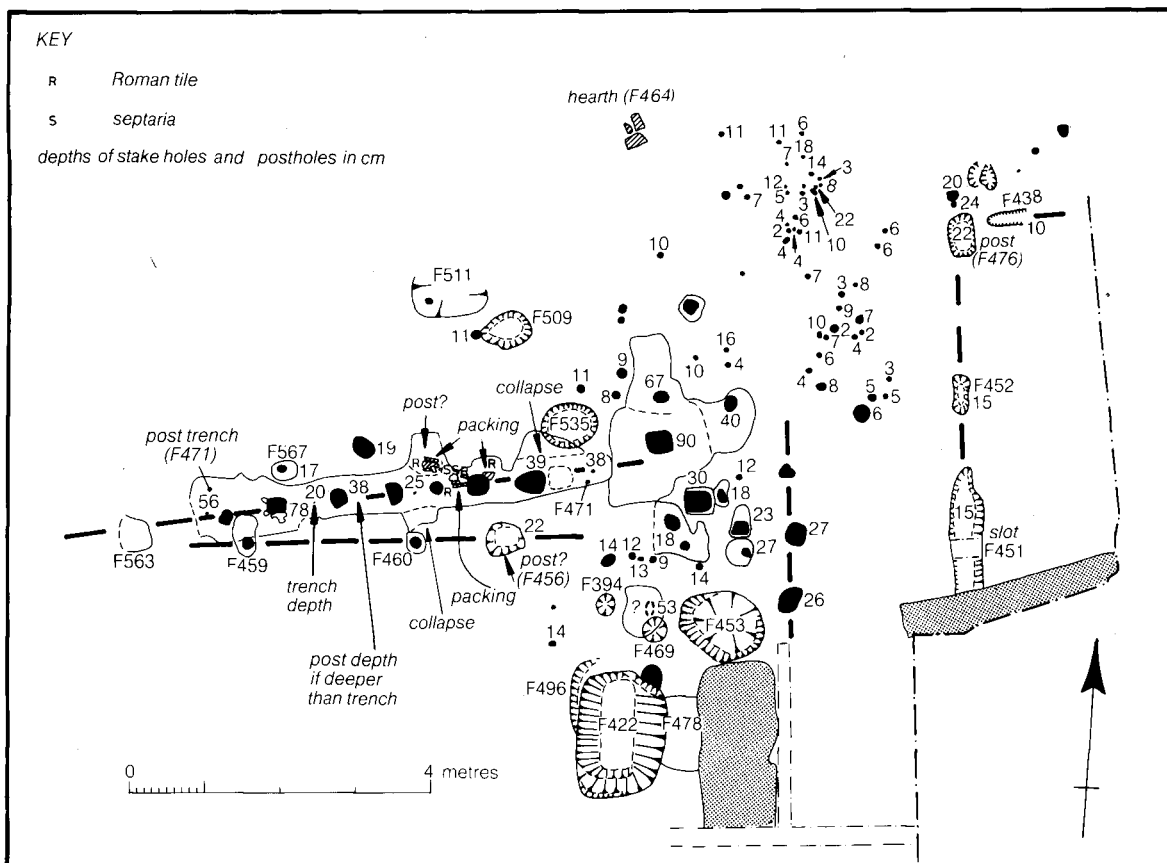 KEY
R Roman tile
S septaria
depths of stake holes and postholes in cm
hearth (F464)
11
11
6
18
7
14
3
12
5
7
3
8
22
10
4
6
2
11
4
4
6
6
10
7
20
24
F438
10
22
post
(F476)
F511
F509
11
3
8
9
7
10
2
7
2
4
6
4
8
3
5
5
6
F452
15
16
4
10
9
11
8
67
40
90
collapse
post?
packing
F535
post trench
(F471)
F567
17
19
R
S
S
R
R
39
38
F471
56
78
20
38
25
12
30
18
23
27
18
27
26
15
slot
F451
F563
F459
F460
22
post?
(F456)
trench
depth
collapse
packing
post depth
if deeper
than trench
14
12
13
9
14
F394
?
53
F469
F453
14
F496
F422
F478
0
4 metres